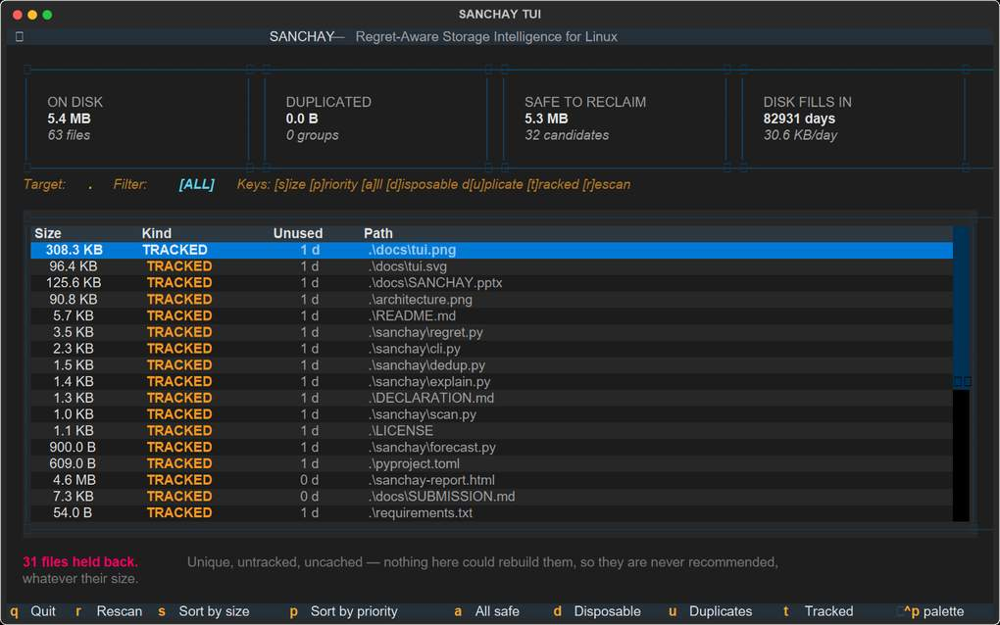 SANCHAY TUI
SANCHAY— Regret-Aware Storage Intelligence for Linux
ON DISK DUPLICATED SAFE TO RECLAIM DISK FILLS IN
5.4 MB 0.0 B 5.3 MB 82931 days
63 files 0 groups 32 candidates 30.6 KB/day
Target: . Filter: [ALL] Keys: [s]ize [p]riority [a]ll [d]isposable d[u]plicate [t]racked [r]escan
Size Kind Unused Path
308.3 KB TRACKED 1 d .\docs\tui.png
96.4 KB TRACKED 1 d .\docs\tui.svg
125.6 KB TRACKED 1 d .\docs\SANCHAY.pptx
90.8 KB TRACKED 1 d .\architecture.png
5.7 KB TRACKED 1 d .\README.md
3.5 KB TRACKED 1 d .\sanchay\regret.py
2.3 KB TRACKED 1 d .\sanchay\cli.py
1.5 KB TRACKED 1 d .\sanchay\dedup.py
1.4 KB TRACKED 1 d .\sanchay\explain.py
1.3 KB TRACKED 1 d .\DECLARATION.md
1.0 KB TRACKED 1 d .\sanchay\scan.py
1.1 KB TRACKED 1 d .\LICENSE
900.0 B TRACKED 1 d .\sanchay\forecast.py
609.0 B TRACKED 1 d .\pyproject.toml
4.6 MB TRACKED 0 d .\sanchay-report.html
7.3 KB TRACKED 0 d .\docs\SUBMISSION.md
54.0 B TRACKED 1 d .\requirements.txt
31 files held back. Unique, untracked, uncached — nothing here could rebuild them, so they are never recommended,
whatever their size.
q Quit r Rescan s Sort by size p Sort by priority a All safe d Disposable u Duplicates t Tracked ^p palette